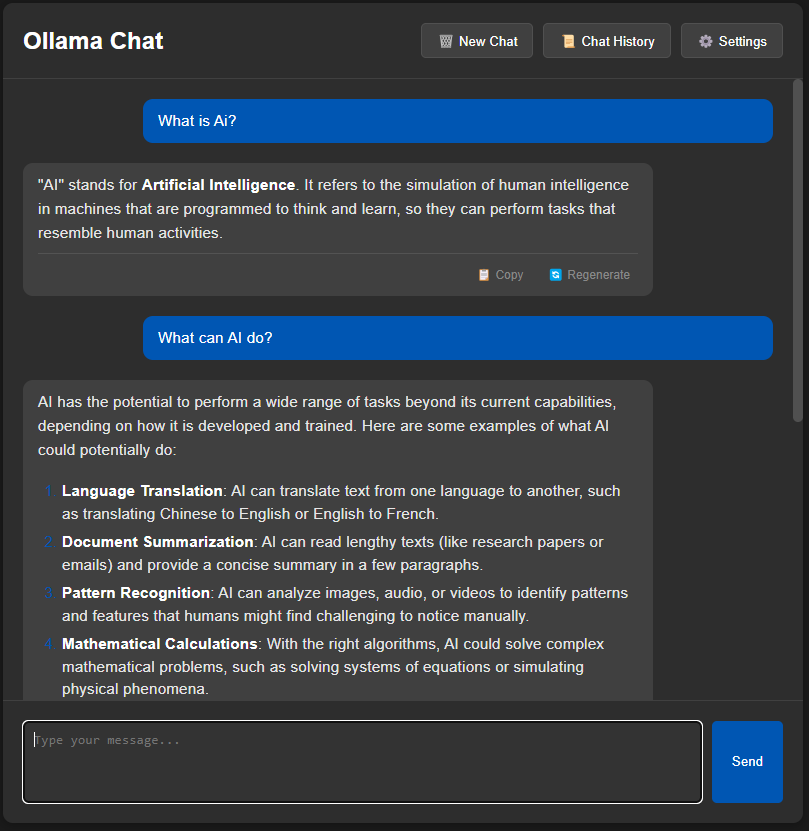 Ollama Chat
New Chat
Chat History
Settings
What is Ai?
"AI" stands for Artificial Intelligence. It refers to the simulation of human intelligence
in machines that are programmed to think and learn, so they can perform tasks that
resemble human activities.
Copy
Regenerate
What can AI do?
AI has the potential to perform a wide range of tasks beyond its current capabilities,
depending on how it is developed and trained. Here are some examples of what AI
could potentially do:
1. Language Translation: AI can translate text from one language to another, such
as translating Chinese to English or English to French.
2. Document Summarization: AI can read lengthy texts (like research papers or
emails) and provide a concise summary in a few paragraphs.
3. Pattern Recognition: AI can analyze images, audio, or videos to identify patterns
and features that humans might find challenging to notice manually.
4. Mathematical Calculations: With the right algorithms, AI could solve complex
mathematical problems, such as solving systems of equations or simulating
physical phenomena.
Type your message...
Send